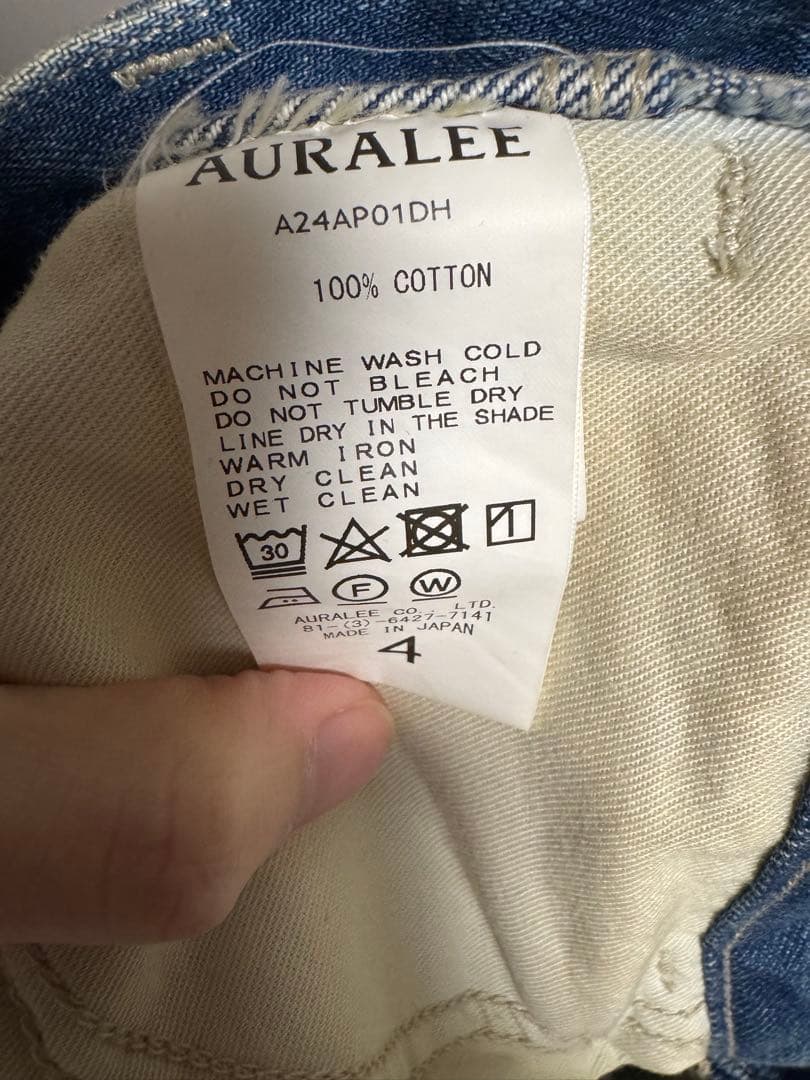 AURALEE
A24AP01DH
100% COTTON
MACHINE WASH COLD
DO NOT BLEACH
DO NOT TUMBLE DRY
LINE DRY IN THE SHADE
WARM IRON
DRY CLEAN
WET CLEAN
30
F W
AURALEE CO., LTD.
81-(3)-6427-7141
MADE IN JAPAN
4